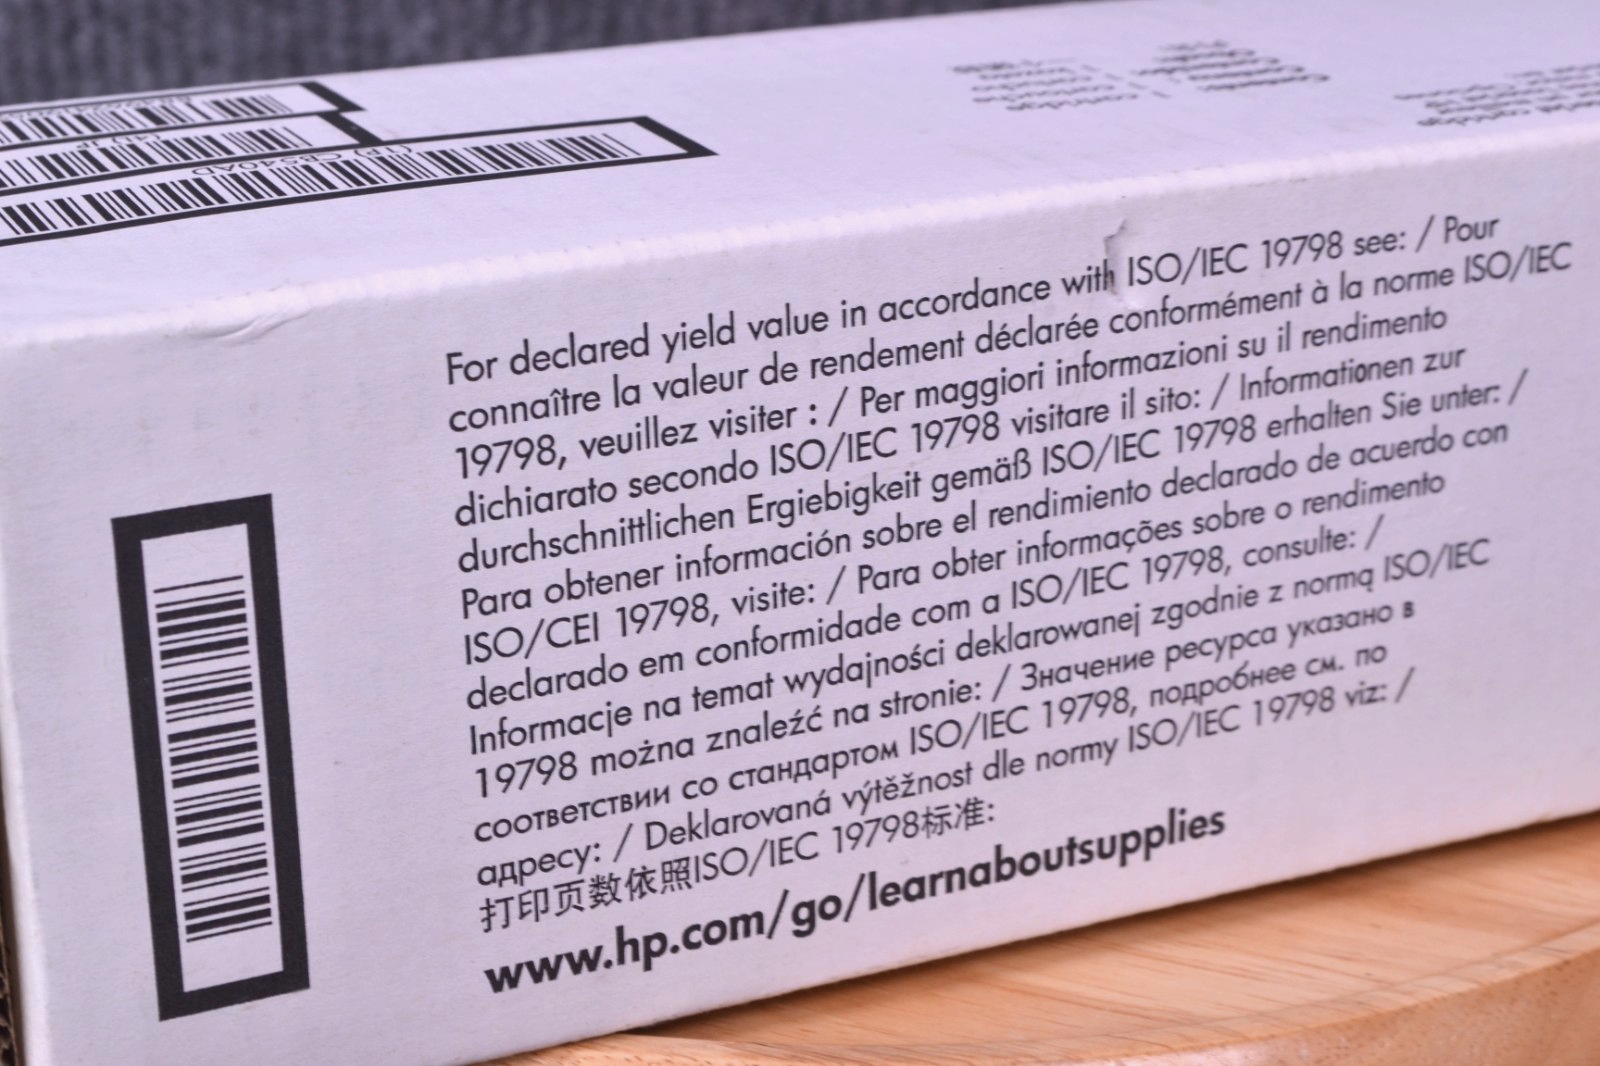 (1P) CB540AD
1 cartridge
1 cartouche
For declared yield value in accordance with ISO/IEC 19798 see: / Pour
connaître la valeur de rendement déclarée conformément à la norme ISO/IEC
19798, veuillez visiter : / Per maggiori informazioni su il rendimento
dichiarato secondo ISO/IEC 19798 visitare il sito: / Informationen zur
durchschnittlichen Ergiebigkeit gemäß ISO/IEC 19798 erhalten Sie unter: /
Para obtener información sobre el rendimiento declarado de acuerdo con
ISO/CEI 19798, visite: / Para obter informações sobre o rendimento
declarado em conformidade com a ISO/IEC 19798, consulte: /
Informacje na temat wydajności deklarowanej zgodnie z normą ISO/IEC
19798 można znaleźć na stronie: / Значение ресурса указано в
соответствии со стандартом ISO/IEC 19798, подробнее см. по
адресу: / Deklarovaná výtěžnost dle normy ISO/IEC 19798 viz: /
打印页数依照ISO/IEC 19798标准:
www.hp.com/go/learnaboutsupplies